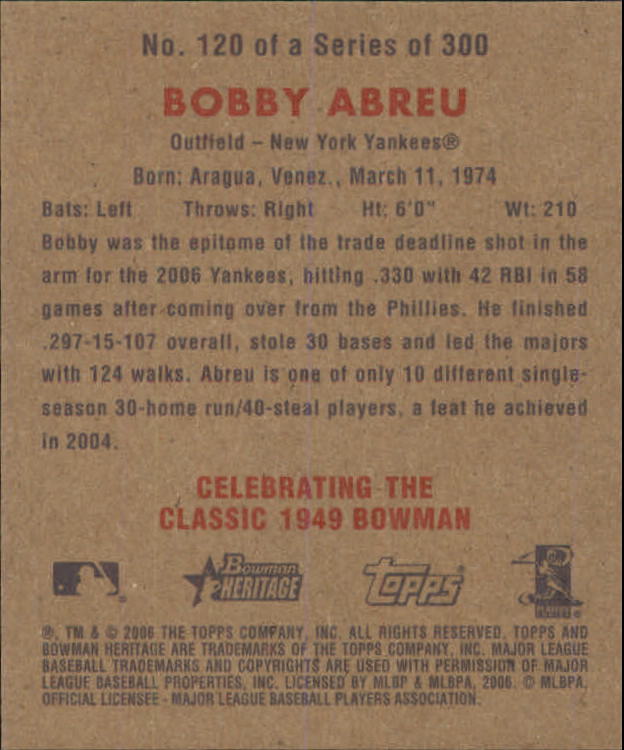 No. 120 of a Series of 300
BOBBY ABREU
Outfield – New York Yankees®
Born: Aragua, Venez., March 11, 1974
Bats: Left Throws: Right Ht: 6'0" Wt: 210
Bobby was the epitome of the trade deadline shot in the
arm for the 2006 Yankees, hitting .330 with 42 RBI in 58
games after coming over from the Phillies. He finished
.297-15-107 overall, stole 30 bases and led the majors
with 124 walks. Abreu is one of only 10 different single-
season 30-home run/40-steal players, a feat he achieved
in 2004.
CELEBRATING THE
CLASSIC 1949 BOWMAN
Bowman
HERITAGE
topps®
PLAYERS
®, TM & © 2006 THE TOPPS COMPANY, INC. ALL RIGHTS RESERVED. TOPPS AND
BOWMAN HERITAGE ARE TRADEMARKS OF THE TOPPS COMPANY, INC. MAJOR LEAGUE
BASEBALL TRADEMARKS AND COPYRIGHTS ARE USED WITH PERMISSION OF MAJOR
LEAGUE BASEBALL PROPERTIES, INC. LICENSED BY MLBP & MLBPA, 2006. © MLBPA,
OFFICIAL LICENSEE - MAJOR LEAGUE BASEBALL PLAYERS ASSOCIATION.